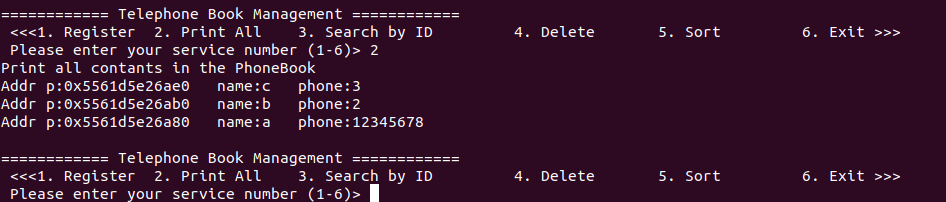 ============ Telephone Book Management ============
<<<1. Register 2. Print All 3. Search by ID 4. Delete 5. Sort 6. Exit >>>
Please enter your service number (1-6)> 2
Print all contants in the PhoneBook
Addr p:0x5561d5e26ae0 name:c phone:3
Addr p:0x5561d5e26ab0 name:b phone:2
Addr p:0x5561d5e26a80 name:a phone:12345678
============ Telephone Book Management ============
<<<1. Register 2. Print All 3. Search by ID 4. Delete 5. Sort 6. Exit >>>
Please enter your service number (1-6)>